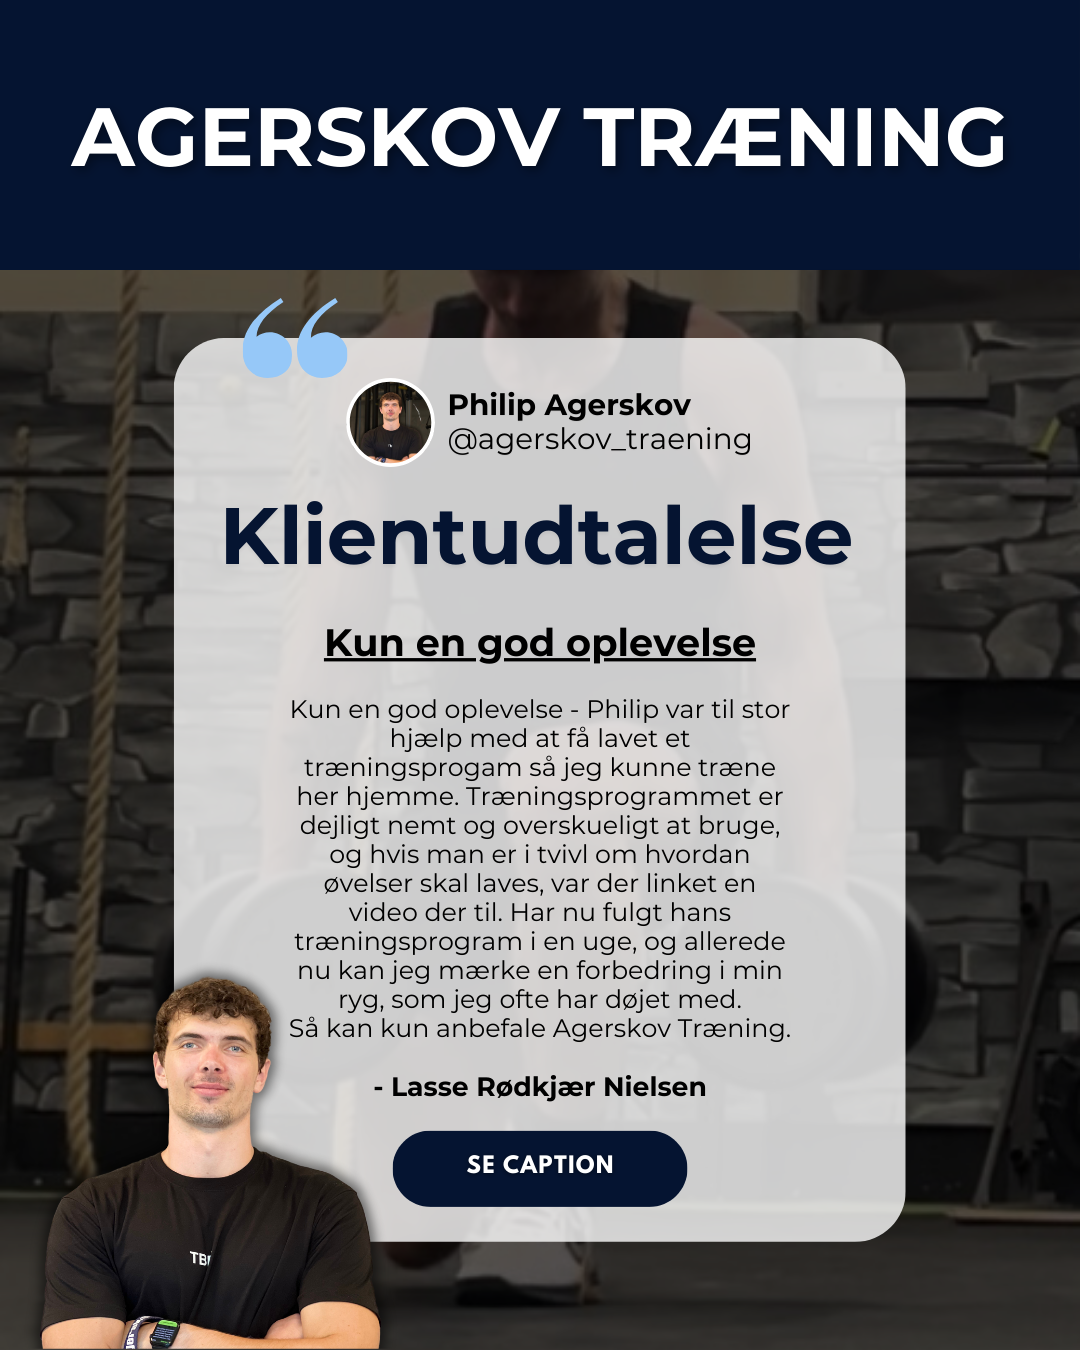 AGERSKOV TRÆNING
Philip Agerskov
@agerskov_traening
Klientudtalelse
Kun en god oplevelse
Kun en god oplevelse - Philip var til stor
hjælp med at få lavet et
træningsprogam så jeg kunne træne
her hjemme. Træningsprogrammet er
dejligt nemt og overskueligt at bruge,
og hvis man er i tvivl om hvordan
øvelser skal laves, var der linket en
video der til. Har nu fulgt hans
træningsprogram i en uge, og allerede
nu kan jeg mærke en forbedring i min
ryg, som jeg ofte har døjet med.
Så kan kun anbefale Agerskov Træning.
- Lasse Rødkjær Nielsen
SE CAPTION